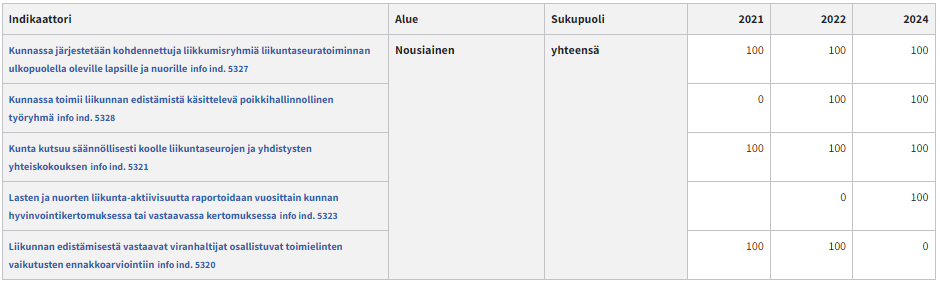 Indikaattori Alue Sukupuoli 2021 2022 2024
Kunnassa järjestetään kohdennettuja liikkumisryhmiä liikuntaseuratoiminnan
ulkopuolella oleville lapsille ja nuorille info ind. 5327
Nousiainen yhteensä 100 100 100
Kunnassa toimii liikunnan edistämistä käsittelevä poikkihallinnollinen
työryhmä info ind. 5328
0 100 100
Kunta kutsuu säännöllisesti koolle liikuntaseurojen ja yhdistysten
yhteiskokouksen info ind. 5321
100 100 100
Lasten ja nuorten liikunta-aktiivisuutta raportoidaan vuosittain kunnan
hyvinvointikertomuksessa tai vastaavassa kertomuksessa info ind. 5323
0 100
Liikunnan edistämisestä vastaavat viranhaltijat osallistuvat toimielinten
vaikutusten ennakkoarviointiin info ind. 5320
100 100 0